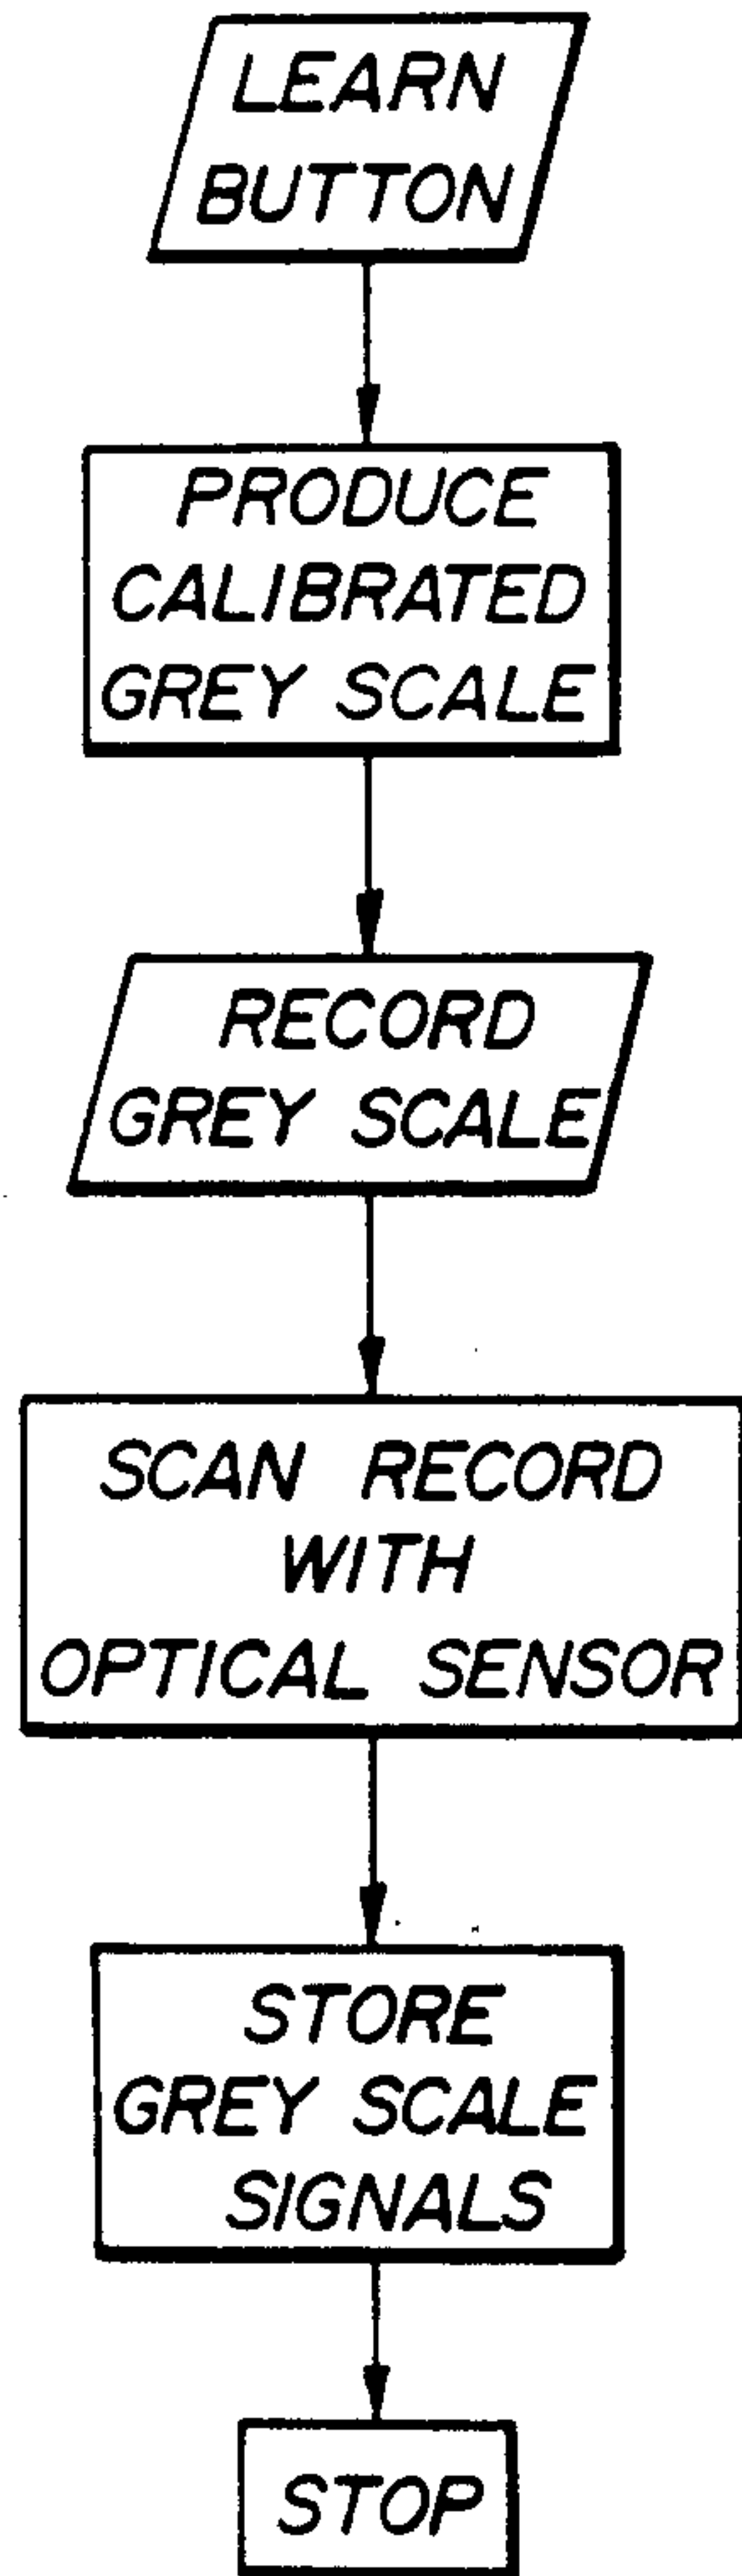 LEARN
BUTTON
PRODUCE
CALIBRATED
GREY SCALE
RECORD
GREY SCALE
SCAN RECORD
WITH
OPTICAL SENSOR
STORE
GREY SCALE
SIGNALS
STOP